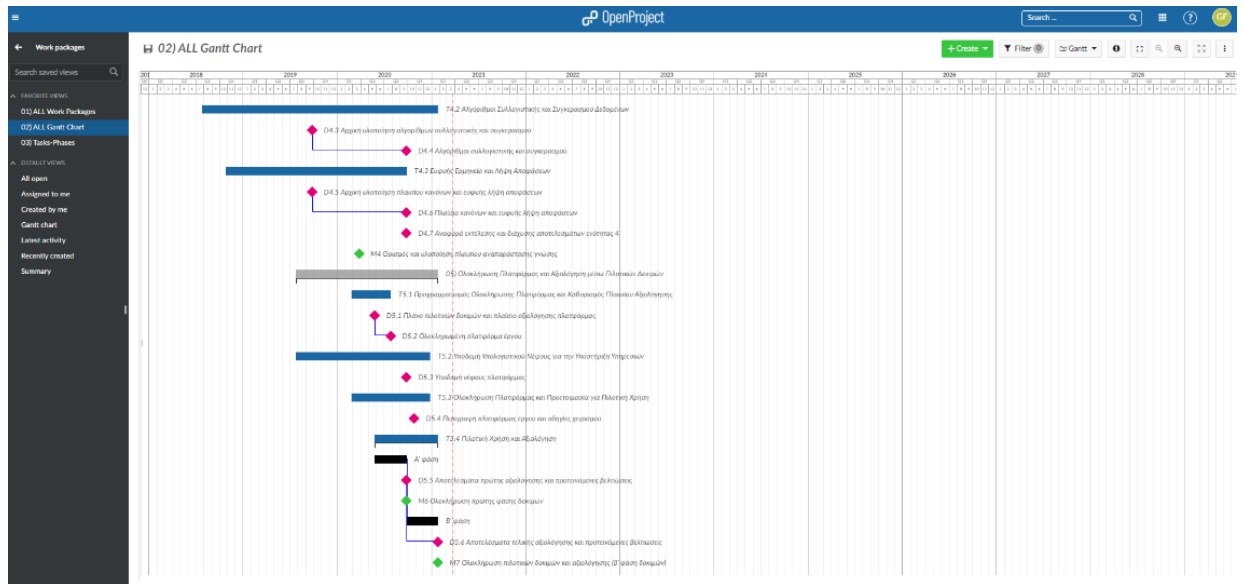 OpenProject
Search ...
GF
Work packages
02) ALL Gantt Chart
+ Create
Filter 0
Gantt
Search saved views
FAVORITE VIEWS
01) ALL Work Packages
02) ALL Gantt Chart
03) Tasks-Phases
DEFAULT VIEWS
All open
Assigned to me
Created by me
Gantt chart
Latest activity
Recently created
Summary
201 2018 2019 2020 2021 2022 2023 2024 2025 2026 2027 2028 202
T4.2 Αλγόριθμοι Συλλογιστικής και Συγκερασμού Δεδομένων
D4.3 Αρχική υλοποίηση αλγορίθμων συλλογιστικής και συγκερασμού
D4.4 Αλγόριθμοι συλλογιστικής και συγκερασμού
T4.3 Ευφυής Ερμηνεία και Λήψη Αποφάσεων
D4.5 Αρχική υλοποίηση πλαισίου κανόνων και ευφυής λήψη αποφάσεων
D4.6 Πλαίσιο κανόνων και ευφυής λήψη αποφάσεων
D4.7 Αναφορά εκτέλεσης και διάχυσης αποτελεσμάτων ενότητας 4
M4 Ορισμός και υλοποίηση πλαισίου αναπαράστασης γνώσης
05) Ολοκλήρωση Πλατφόρμας και Αξιολόγηση μέσω Πιλοτικών Δοκιμών
T5.1 Προγραμματισμός Ολοκλήρωσης Πλατφόρμας και Καθορισμός Πλαισίου Αξιολόγησης
D5.1 Πλάνο πιλοτικών δοκιμών και πλαίσιο αξιολόγησης πλατφόρμας
D5.2 Ολοκληρωμένη πλατφόρμα έργου
T5.2 Υποδομή Υπολογιστικού Νέφους για την Υποστήριξη Υπηρεσιών
D5.3 Υποδομή νέφους πλατφόρμας
T5.3 Ολοκλήρωση Πλατφόρμας και Προετοιμασία για Πιλοτική Χρήση
D5.4 Περιγραφή πλατφόρμας έργου και οδηγίες χειρισμού
T5.4 Πιλοτική Χρήση και Αξιολόγηση
Α' φάση
D5.5 Αποτελέσματα πρώτης αξιολόγησης και προτεινόμενες βελτιώσεις
M6 Ολοκλήρωση πρώτης φάσης δοκιμών
Β' φάση
D5.6 Αποτελέσματα τελικής αξιολόγησης και προτεινόμενες βελτιώσεις
M7 Ολοκλήρωση πιλοτικών δοκιμών και αξιολόγησης (β' φάση δοκιμών)